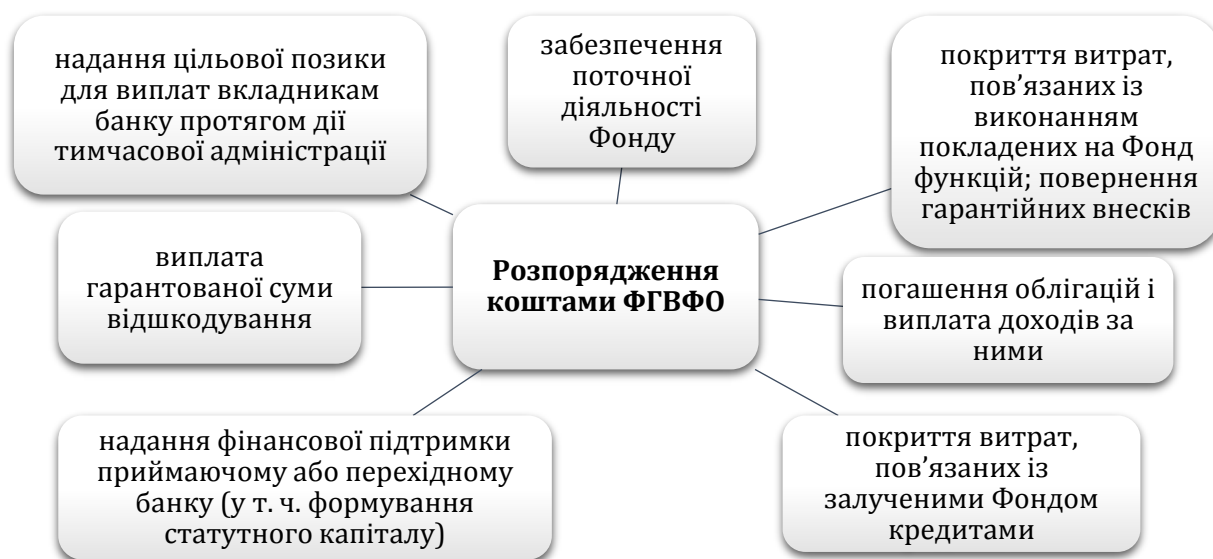 надання цільової позики
для виплат вкладникам
банку протягом дії
тимчасової адміністрації
забезпечення
поточної
діяльності
Фонду
покриття витрат,
пов’язаних із
виконанням
покладених на Фонд
функцій; повернення
гарантійних внесків
виплата
гарантованої суми
відшкодування
Розпорядження
коштами ФГВФО
погашення облігацій і
виплата доходів за
ними
надання фінансової підтримки
приймаючому або перехідному
банку (у т. ч. формування
статутного капіталу)
покриття витрат,
пов’язаних із
залученими Фондом
кредитами